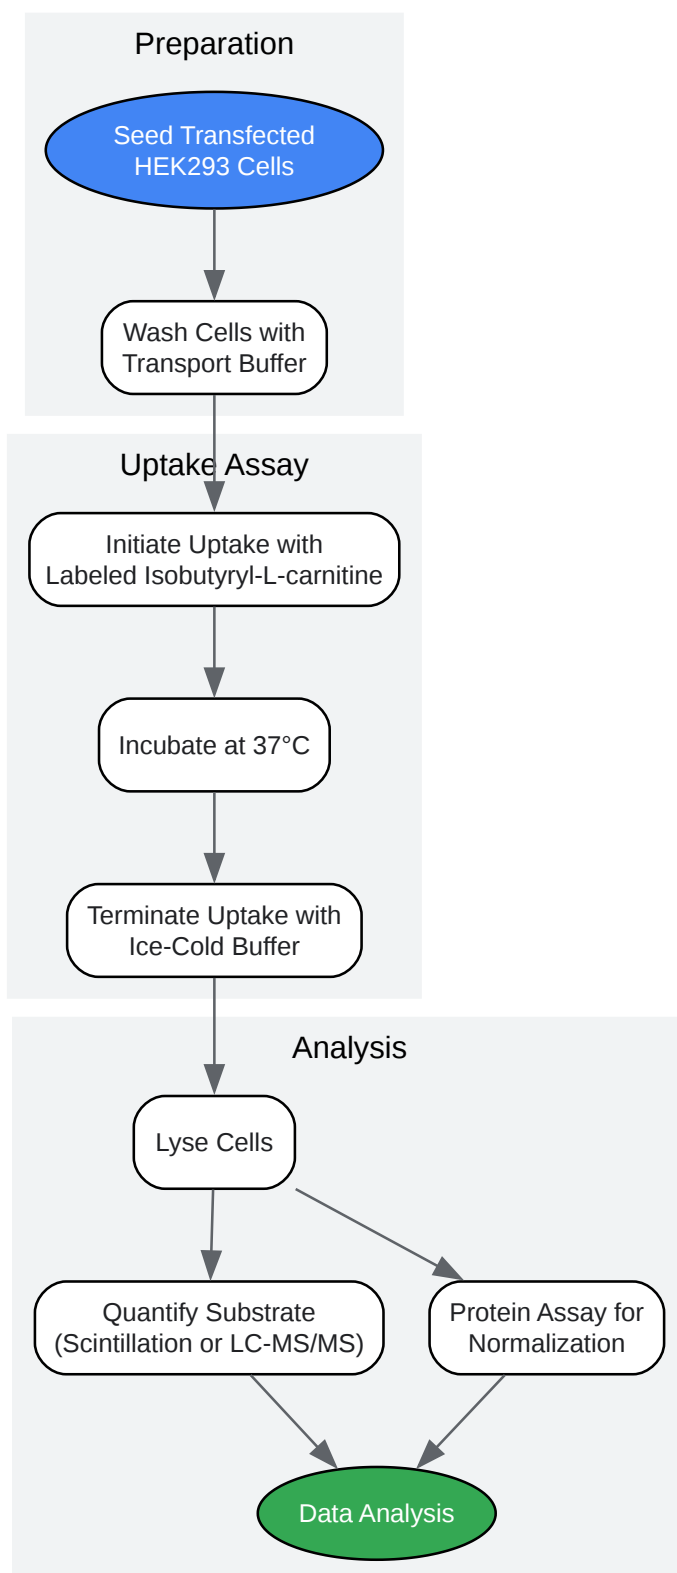 Preparation
Seed Transfected
HEK293 Cells
Wash Cells with
Transport Buffer
Uptake Assay
Initiate Uptake with
Labeled Isobutyryl-L-carnitine
Incubate at 37°C
Terminate Uptake with
Ice-Cold Buffer
Analysis
Lyse Cells
Quantify Substrate
(Scintillation or LC-MS/MS)
Protein Assay for
Normalization
Data Analysis